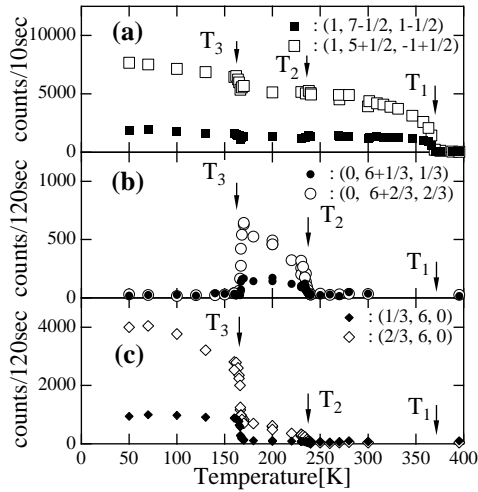 10000
(a)
T3
T2
T1
: (1, 7-1/2, 1-1/2)
: (1, 5+1/2, -1+1/2)
5000
counts/10sec
0
1000
(b)
T3
T2
T1
: (0, 6+1/3, 1/3)
: (0, 6+2/3, 2/3)
500
counts/120sec
0
4000
(c)
T3
T2
T1
: (1/3, 6, 0)
: (2/3, 6, 0)
2000
counts/120sec
0
0 50 100 150 200 250 300 350 400
Temperature[K]